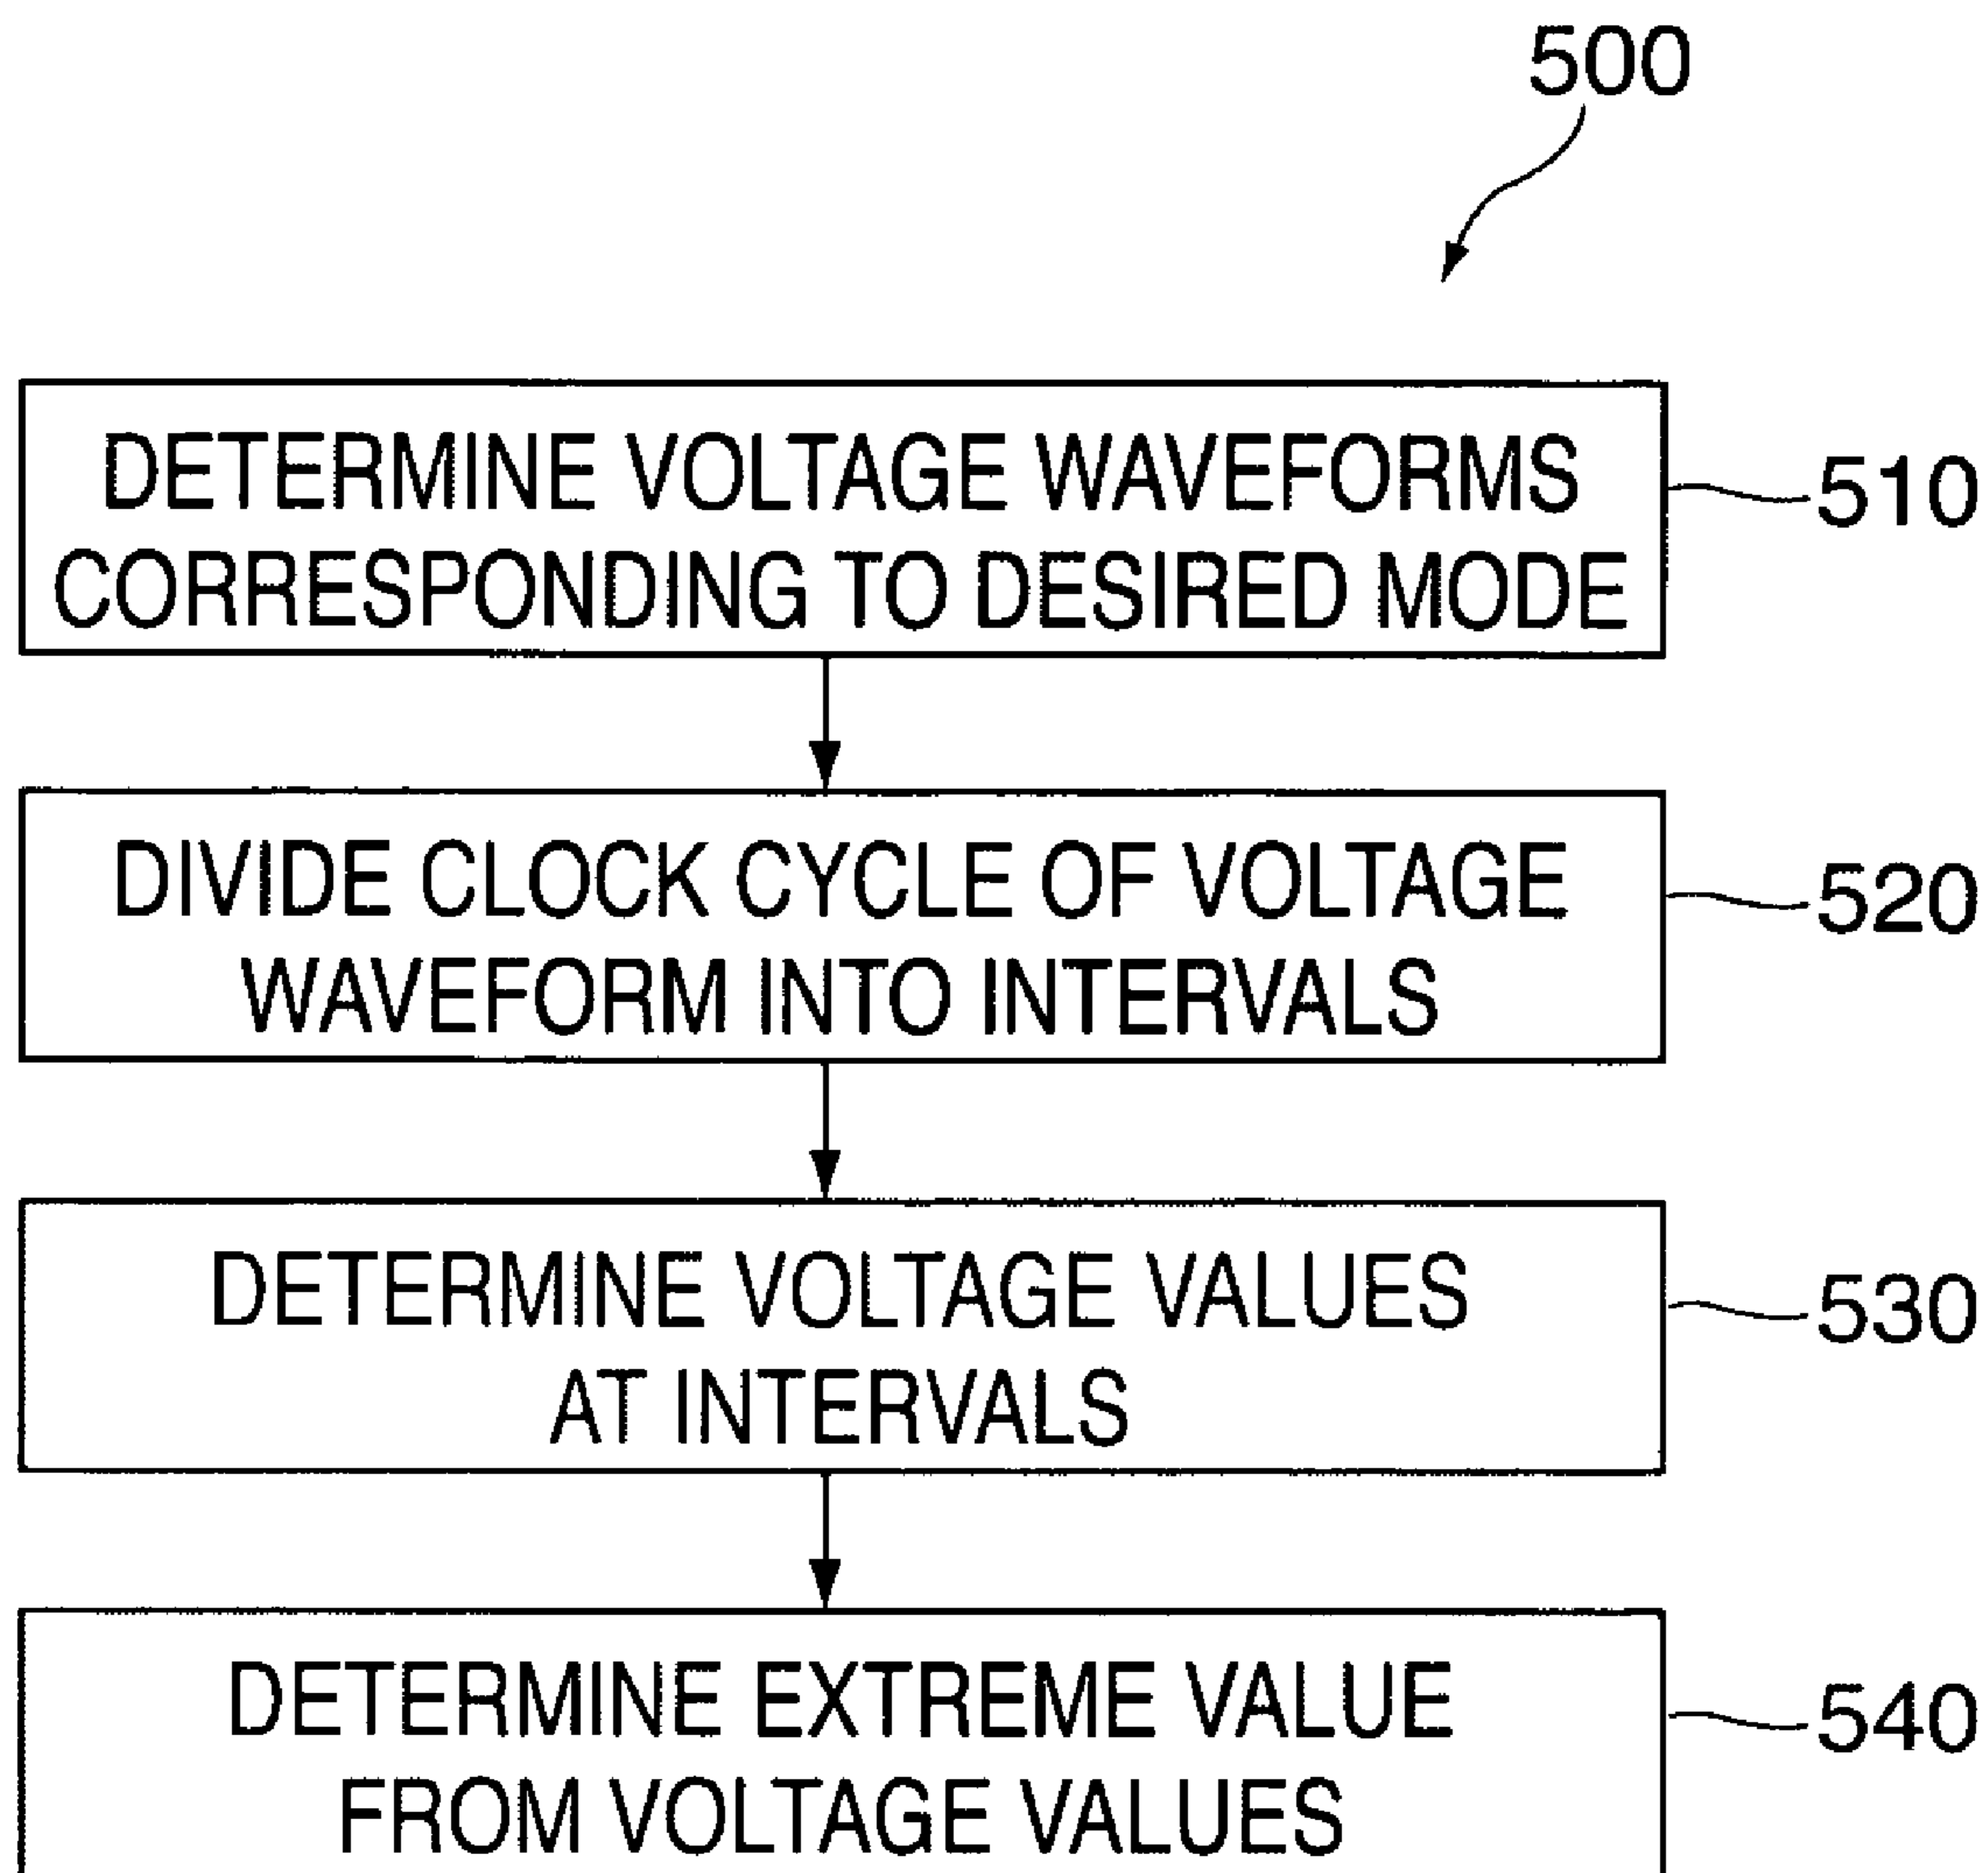 500
DETERMINE VOLTAGE WAVEFORMS
CORRESPONDING TO DESIRED MODE
510
DIVIDE CLOCK CYCLE OF VOLTAGE
WAVEFORM INTO INTERVALS
520
DETERMINE VOLTAGE VALUES
AT INTERVALS
530
DETERMINE EXTREME VALUE
FROM VOLTAGE VALUES
540